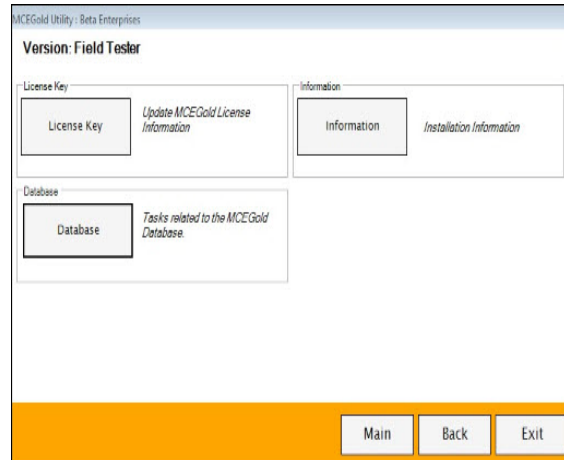 MCEGold Utility : Beta Enterprises
Version: Field Tester
License Key
License Key
Update MCEGold License
Information
Information
Information
Installation Information
Database
Database
Tasks related to the MCEGold
Database.
Main
Back
Exit